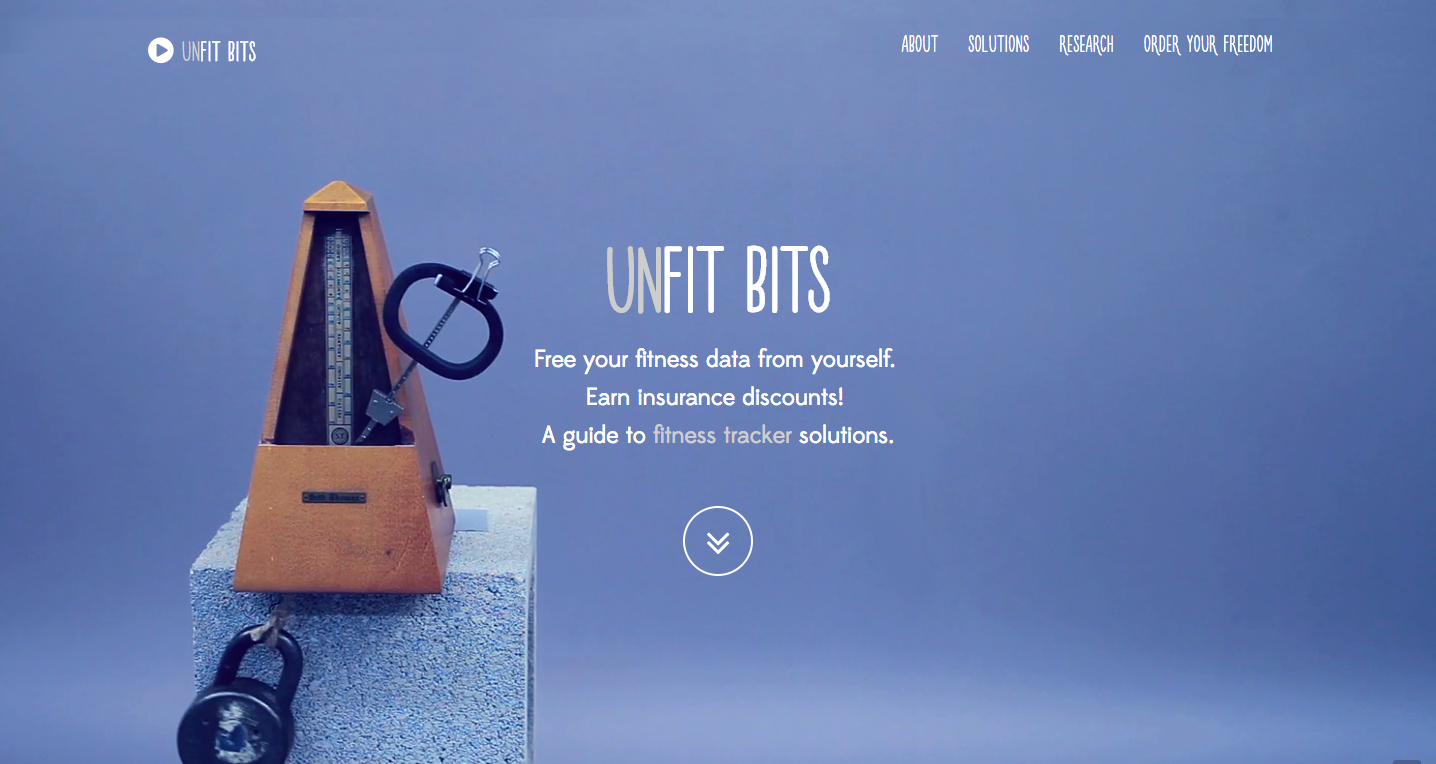 UNFIT BITS
ABOUT
SOLUTIONS
RESEARCH
ORDER YOUR FREEDOM
UNFIT BITS
Free your fitness data from yourself.
Earn insurance discounts!
A guide to fitness tracker solutions.